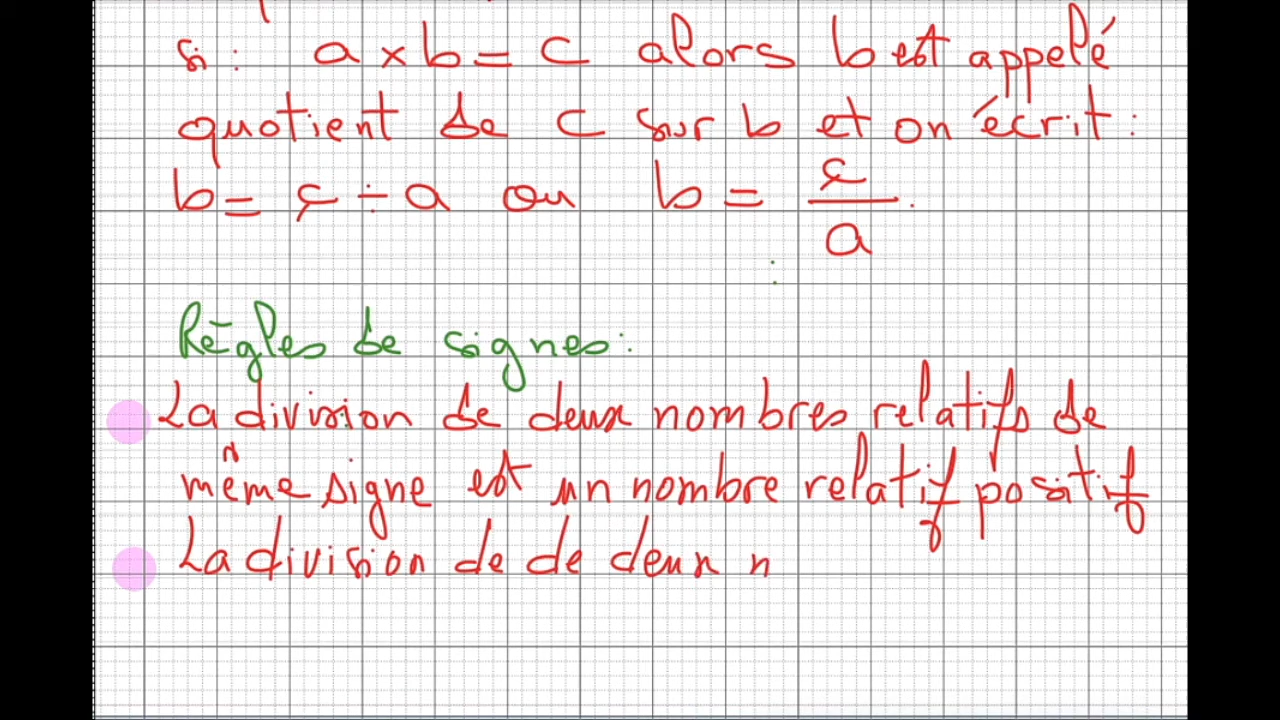 si : a × b = c alors b est appelé
quotient de c sur b et on écrit :
b = c ÷ a ou b = c/a.
Règles de signes :
La division de deux nombres relatifs de
même signe est un nombre relatif positif
La division de de deux n